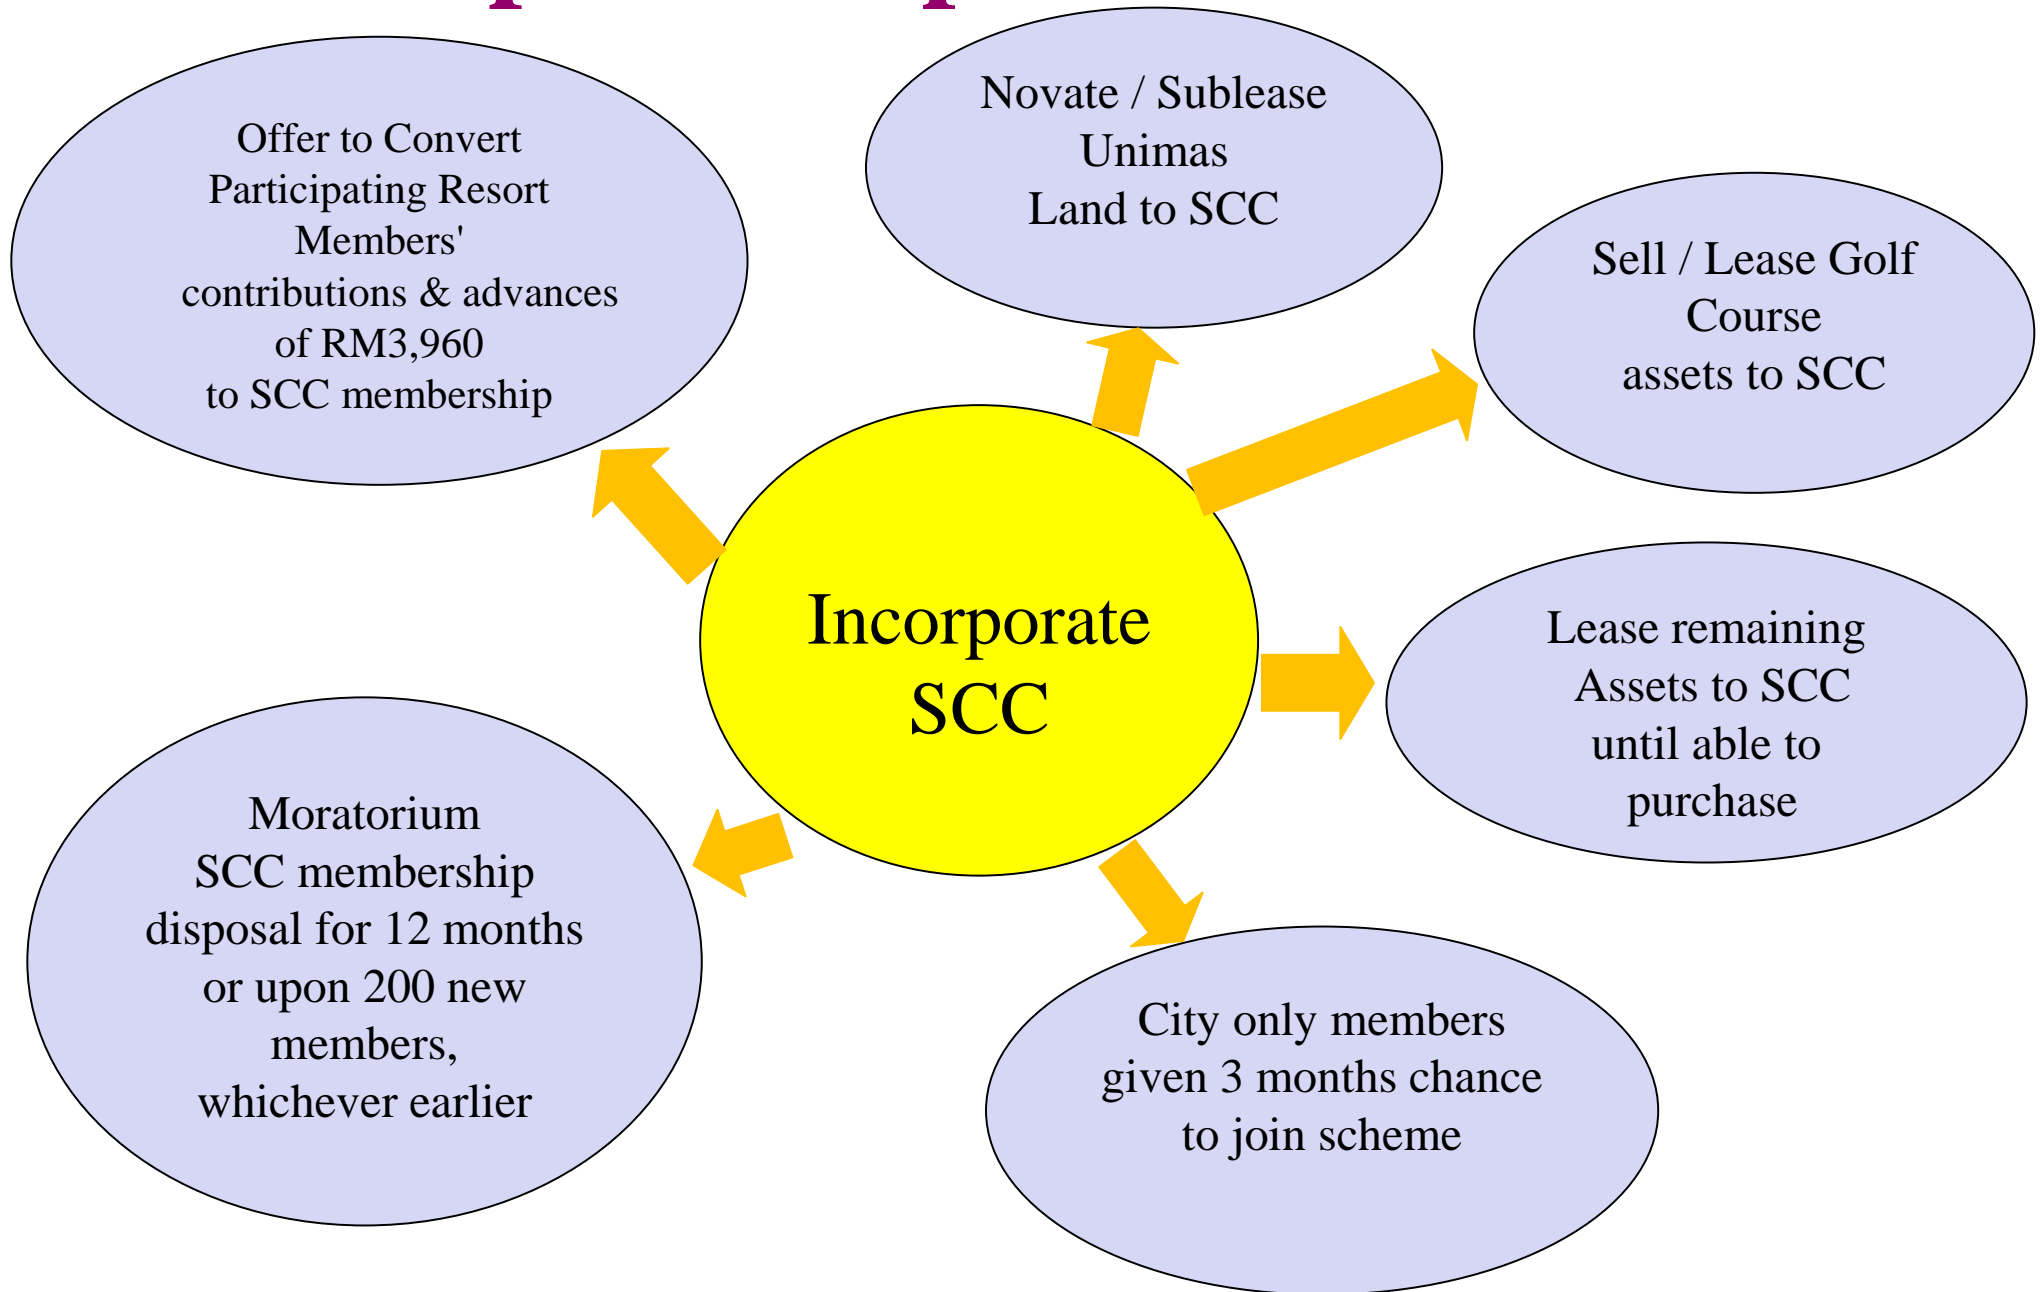 Offer to Convert
Participating Resort
Members'
contributions & advances
of RM3,960
to SCC membership
Novate / Sublease
Unimas
Land to SCC
Sell / Lease Golf
Course
assets to SCC
Incorporate
SCC
Lease remaining
Assets to SCC
until able to
purchase
Moratorium
SCC membership
disposal for 12 months
or upon 200 new
members,
whichever earlier
City only members
given 3 months chance
to join scheme